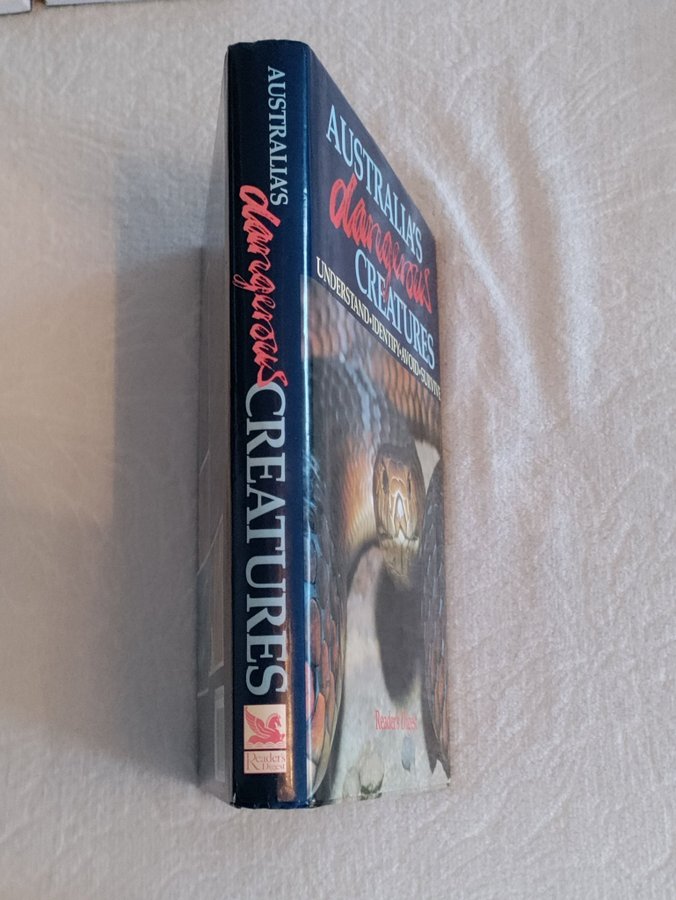 AUSTRALIA'S
dangerous
CREATURES
Reader's
Digest
AUSTRALIA'S
dangerous
CREATURES
UNDERSTAND•IDENTIFY•AVOID•SURVIVE
Reader's Digest